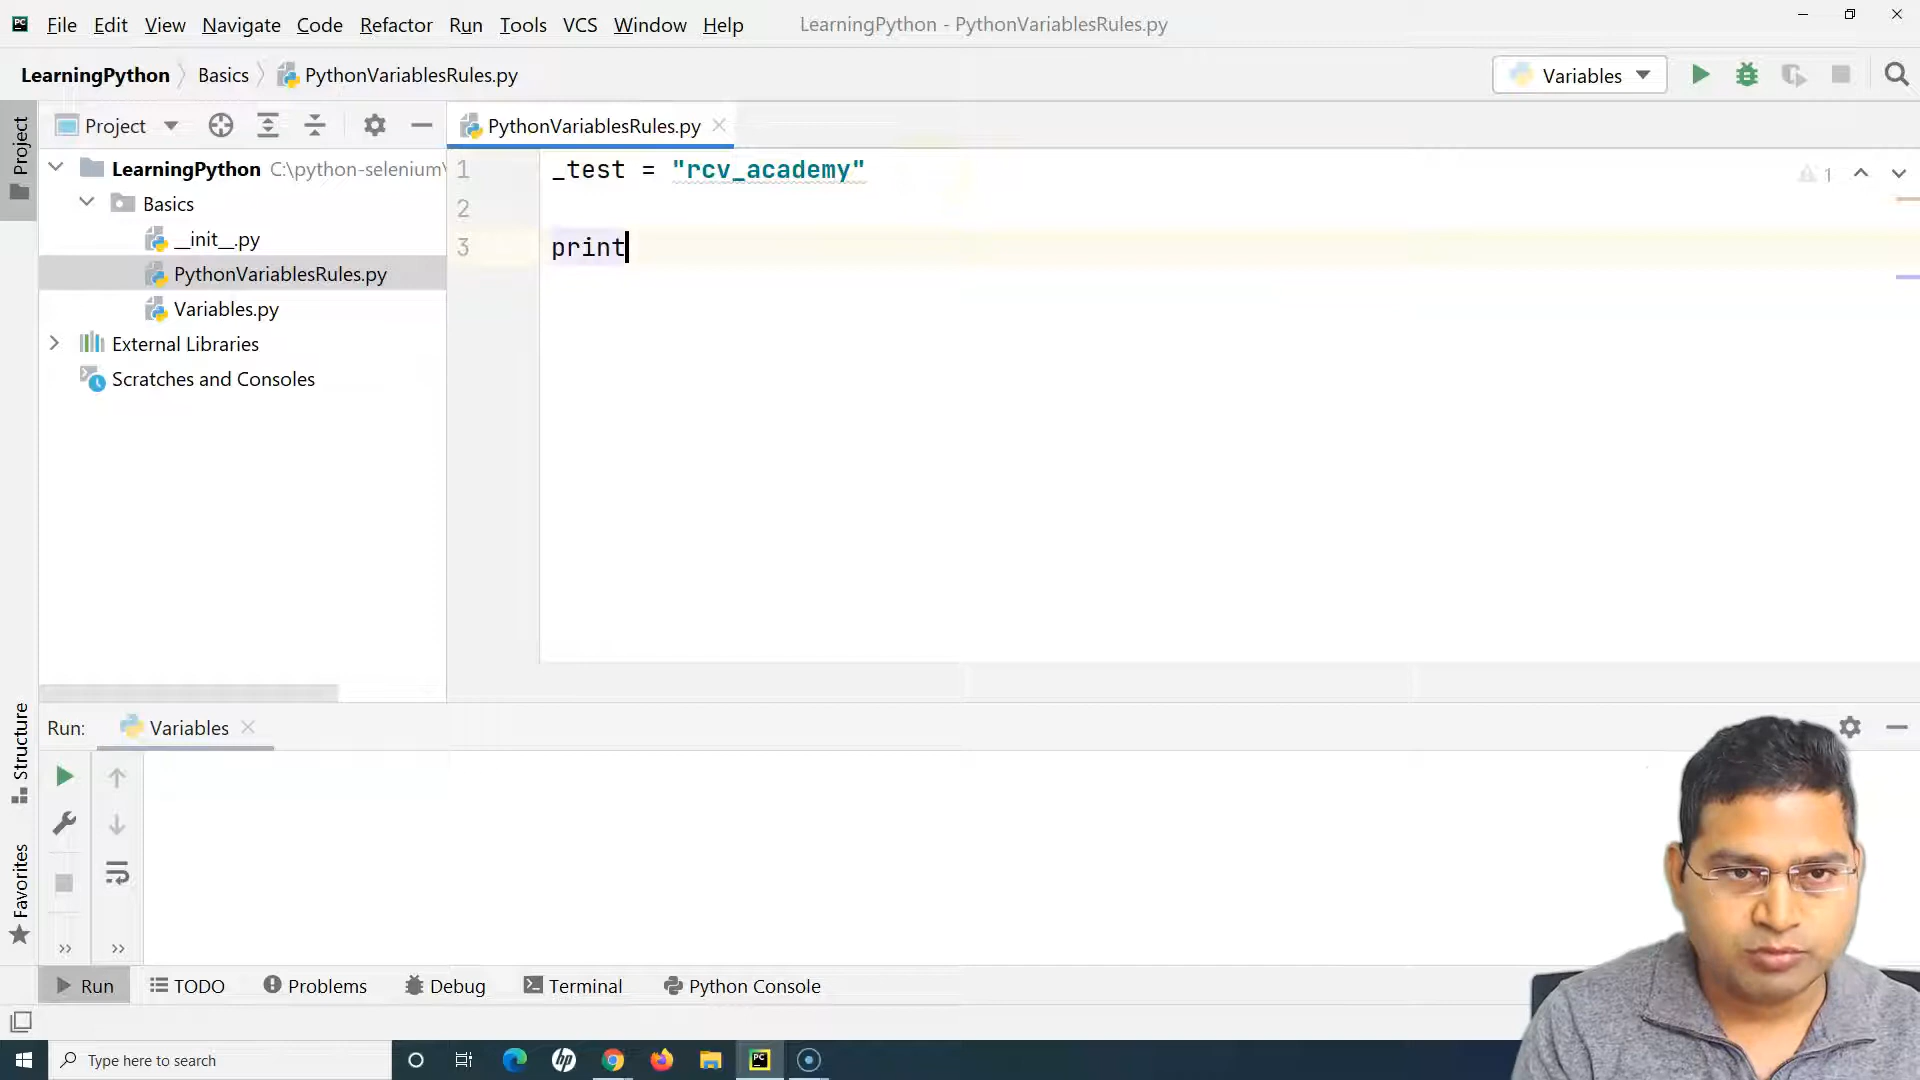 File Edit View Navigate Code Refactor Run Tools VCS Window Help LearningPython - PythonVariablesRules.py
LearningPython Basics PythonVariablesRules.py Variables
Project PythonVariablesRules.py
Project
LearningPython C:\python-selenium\
Basics
__init__.py
PythonVariablesRules.py
Variables.py
External Libraries
Scratches and Consoles
1 _test = "rcv_academy" 1
2
3 print
Structure
Favorites
Run: Variables
Run TODO Problems Debug Terminal Python Console
Type here to search